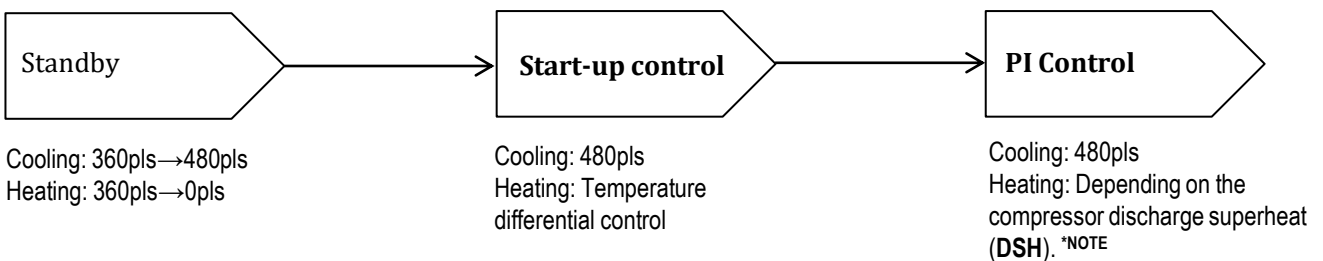 Standby
Start-up control
PI Control
Cooling: 360pls→480pls
Heating: 360pls→0pls
Cooling: 480pls
Heating: Temperature
differential control
Cooling: 480pls
Heating: Depending on the
compressor discharge superheat
(DSH). *NOTE